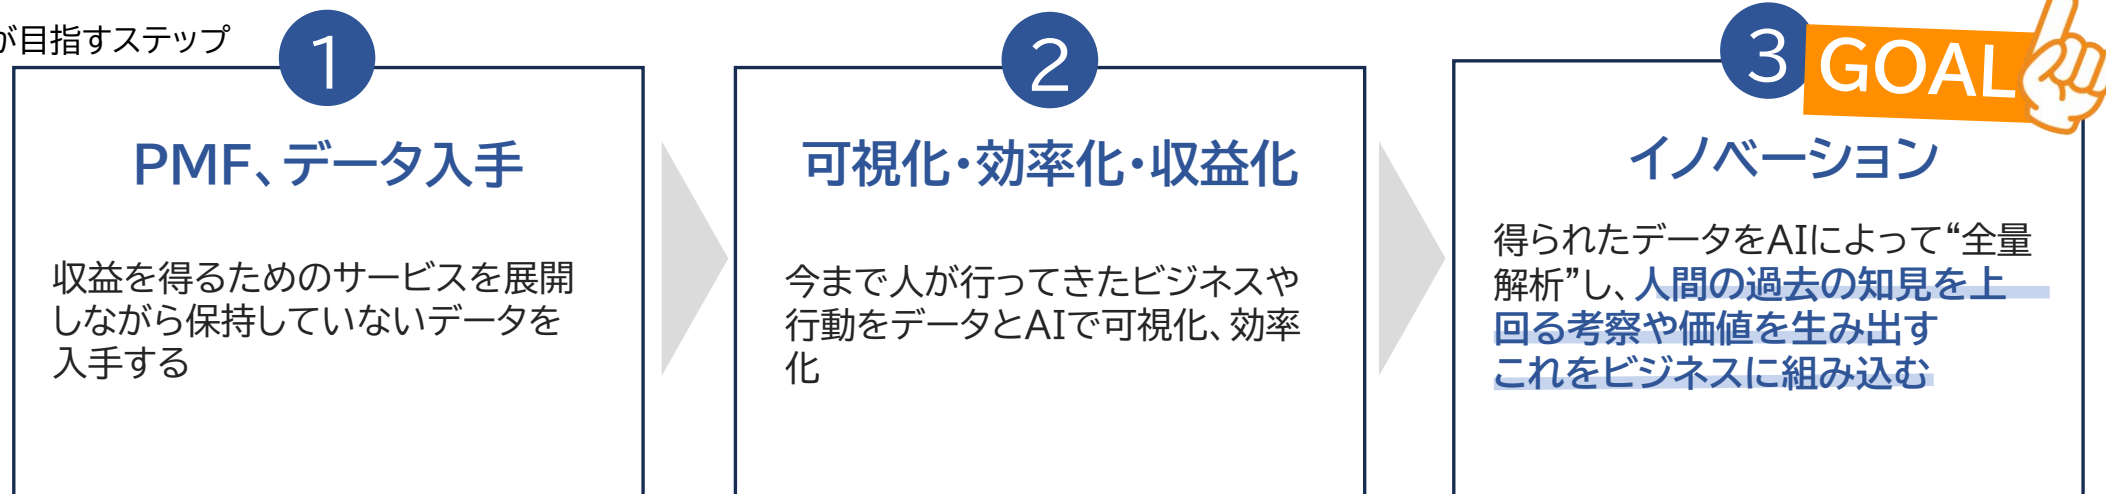 が目指すステップ
1
PMF、データ入手
収益を得るためのサービスを展開
しながら保持していないデータを
入手する
2
可視化・効率化・収益化
今まで人が行ってきたビジネスや
行動をデータとAIで可視化、効率
化
3 GOAL
イノベーション
得られたデータをAIによって“全量
解析”し、人間の過去の知見を上
回る考察や価値を生み出す
これをビジネスに組み込む